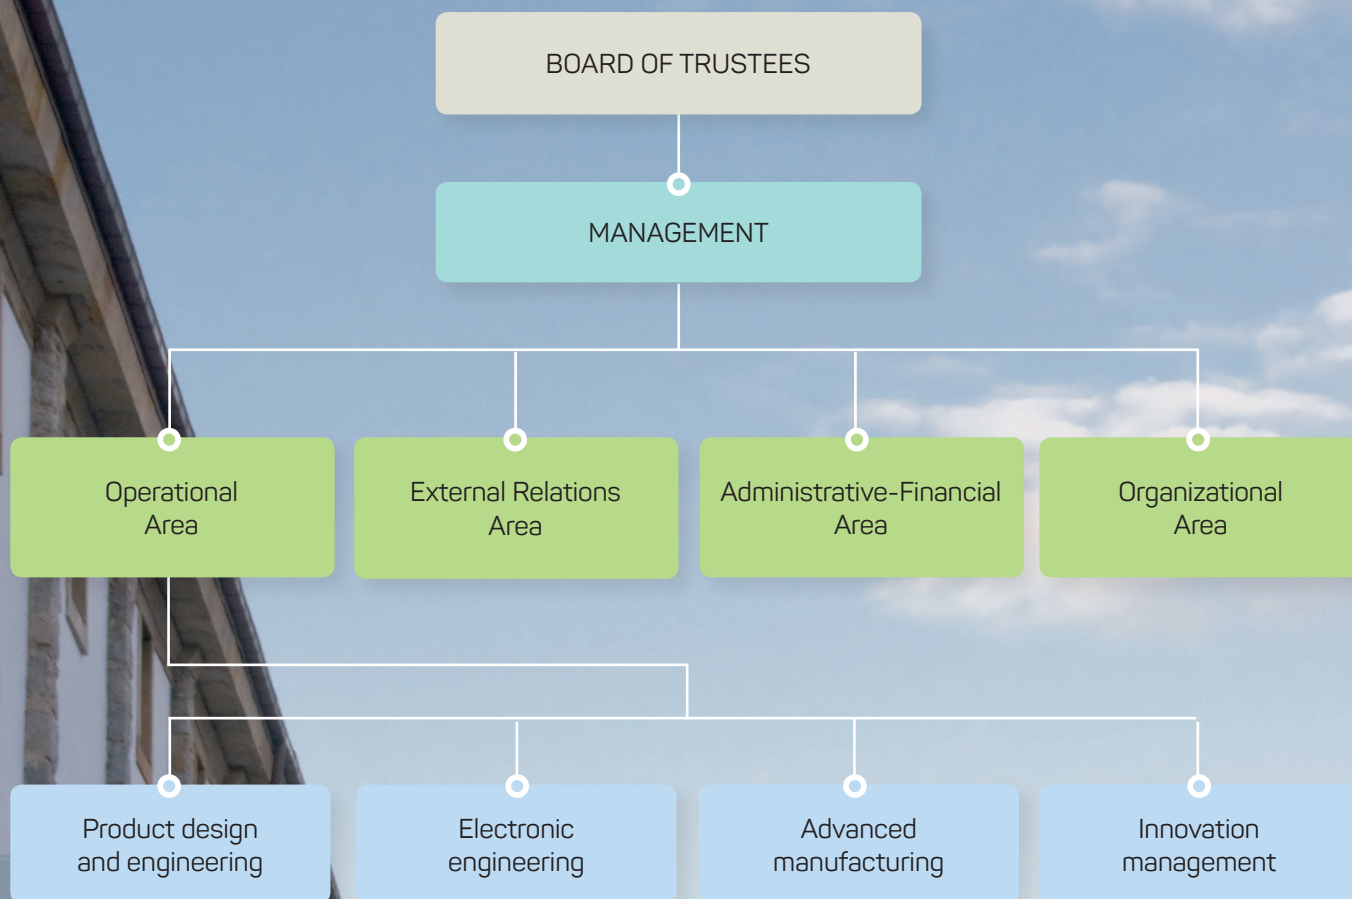 BOARD OF TRUSTEES
MANAGEMENT
Operational
Area
External Relations
Area
Administrative-Financial
Area
Organizational
Area
Product design
and engineering
Electronic
engineering
Advanced
manufacturing
Innovation
management